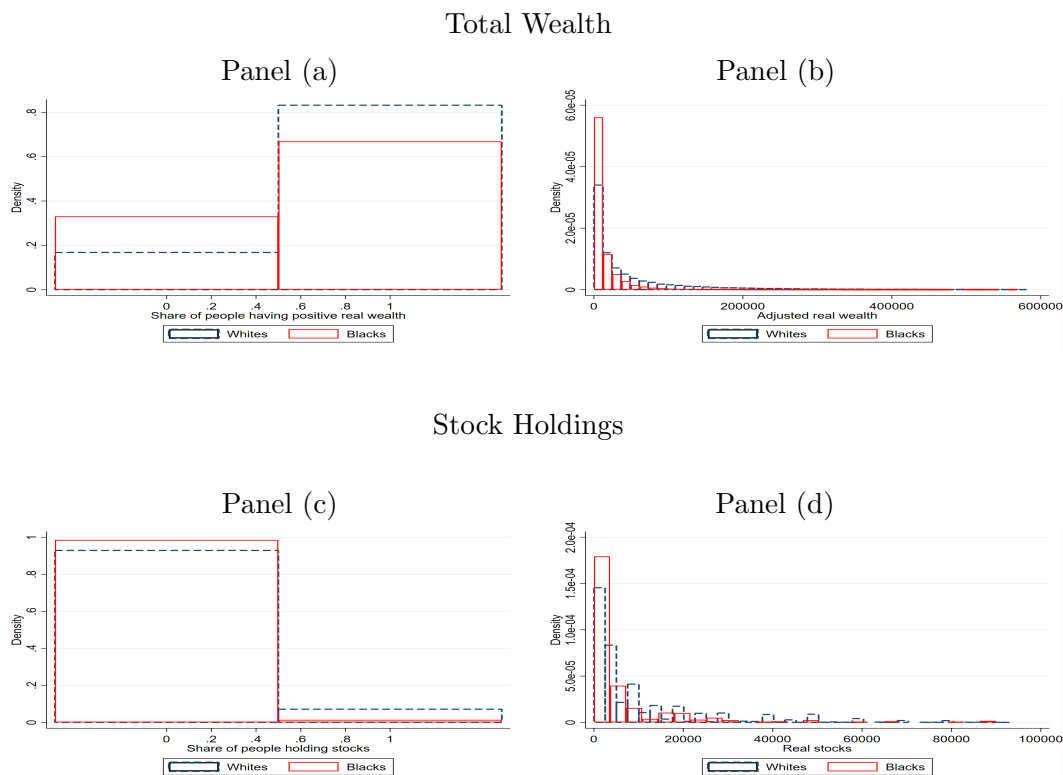 Total Wealth
Panel (a)
Panel (b)
Density
0
.2
.4
.6
.8
0
.2
.4
.6
.8
1
Share of people having positive real wealth
Whites
Blacks
Density
0
2.0e-05
4.0e-05
6.0e-05
0
200000
400000
600000
Adjusted real wealth
Whites
Blacks
Stock Holdings
Panel (c)
Panel (d)
Density
0
.2
.4
.6
.8
1
0
.2
.4
.6
.8
1
Share of people holding stocks
Whites
Blacks
Density
0
5.0e-05
1.0e-04
1.5e-04
2.0e-04
0
20000
40000
60000
80000
100000
Real stocks
Whites
Blacks